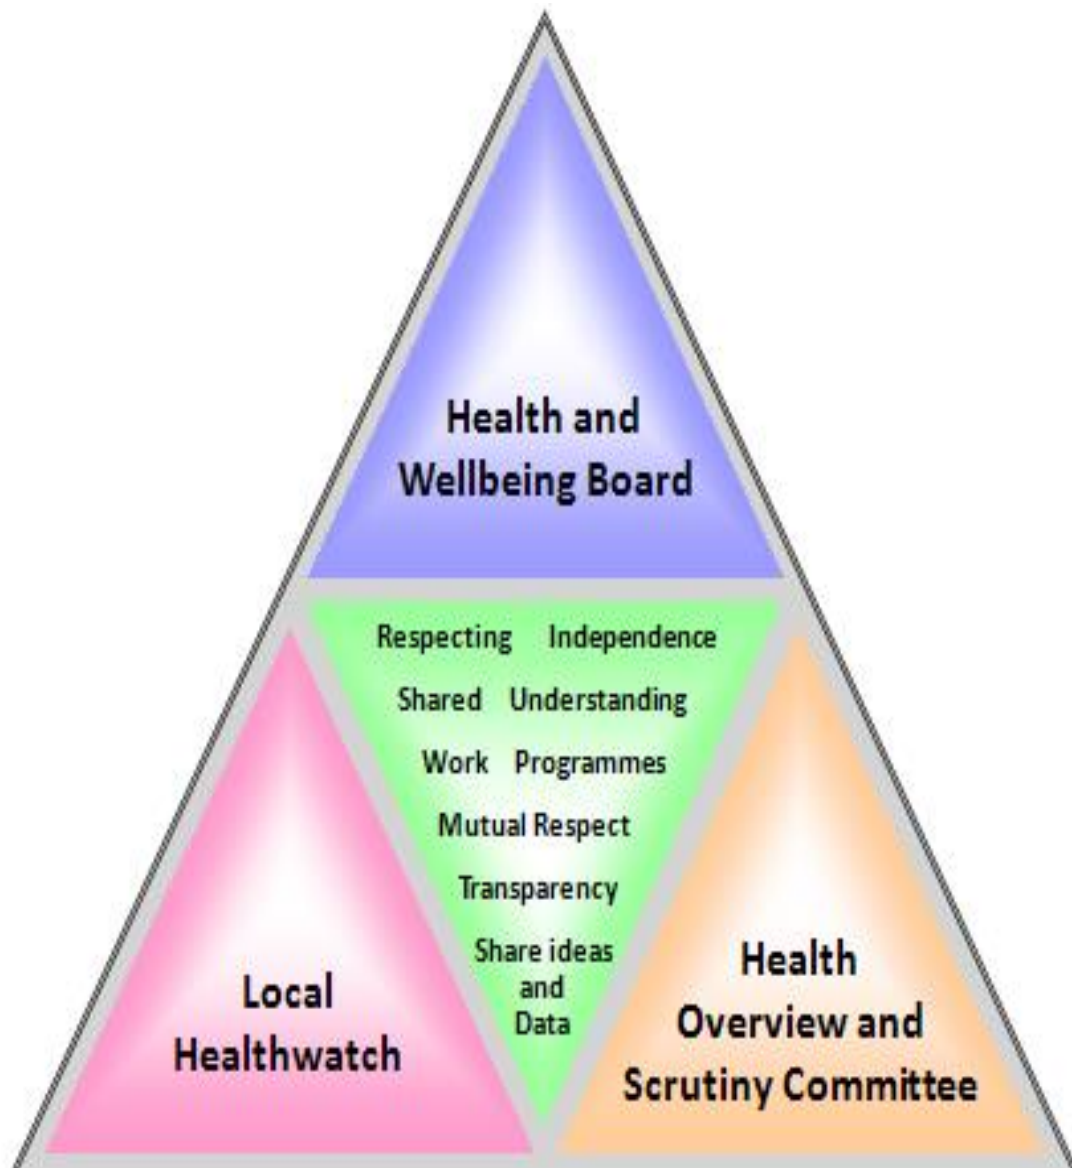 Health and
Wellbeing Board
Respecting Independence
Shared Understanding
Work Programmes
Mutual Respect
Transparency
Share ideas
and
Data
Local
Healthwatch
Health
Overview and
Scrutiny Committee